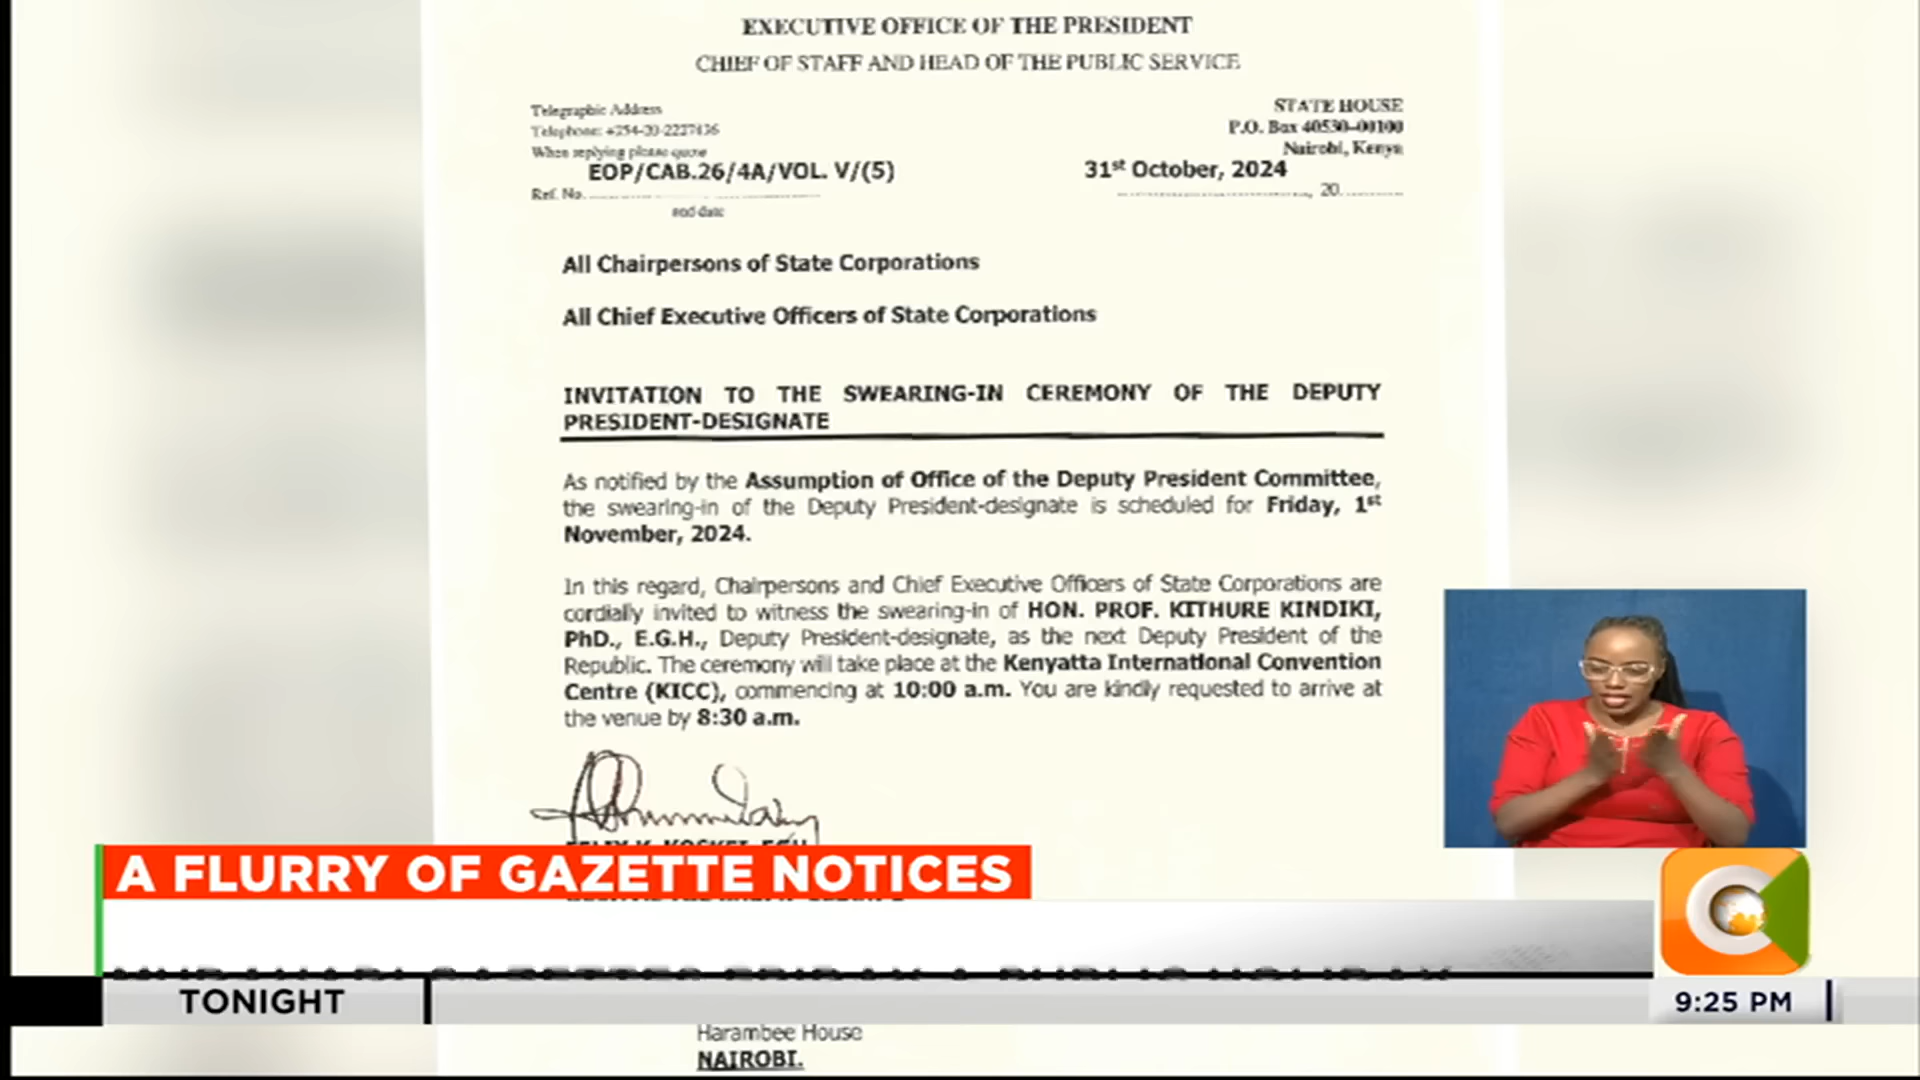 EXECUTIVE OFFICE OF THE PRESIDENT
CHIEF OF STAFF AND HEAD OF THE PUBLIC SERVICE
Telegraphic Address
Telephone: +254-20-2227436
When replying please quote
EOP/CAB.26/4A/VOL. V/(5)
Ref. No.
and date
STATE HOUSE
P.O. Box 40530-00100
Nairobi, Kenya
31st October, 2024
, 20
All Chairpersons of State Corporations
All Chief Executive Officers of State Corporations
INVITATION TO THE SWEARING-IN CEREMONY OF THE DEPUTY
PRESIDENT-DESIGNATE
As notified by the Assumption of Office of the Deputy President Committee,
the swearing-in of the Deputy President-designate is scheduled for Friday, 1st
November, 2024.
In this regard, Chairpersons and Chief Executive Officers of State Corporations are
cordially invited to witness the swearing-in of HON. PROF. KITHURE KINDIKI,
PhD., E.G.H., Deputy President-designate, as the next Deputy President of the
Republic. The ceremony will take place at the Kenyatta International Convention
Centre (KICC), commencing at 10:00 a.m. You are kindly requested to arrive at
the venue by 8:30 a.m.
A FLURRY OF GAZETTE NOTICES
TONIGHT
9:25 PM
Harambee House
NAIROBI.